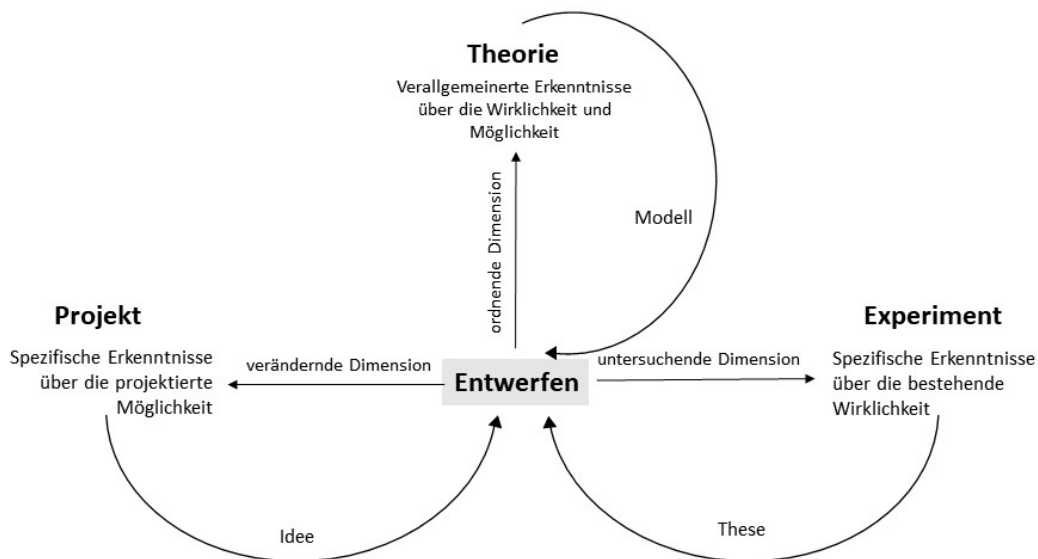 Theorie
Verallgemeinerte Erkenntnisse
über die Wirklichkeit und
Möglichkeit
ordnende Dimension
Modell
Projekt
Spezifische Erkenntnisse
über die projektierte
Möglichkeit
verändernde Dimension
Entwerfen
untersuchende Dimension
Experiment
Spezifische Erkenntnisse
über die bestehende
Wirklichkeit
Idee
These